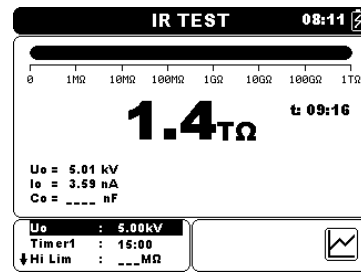 IR TEST 08:11
0 1MΩ 10MΩ 100MΩ 1GΩ 10GΩ 100GΩ 1TΩ
1.4TΩ t: 09:16
Uo = 5.01 kV
Io = 3.59 nA
Co = ____ nF
Uo : 5.00kV
Timer1 : 15:00
Hi Lim : ___MΩ